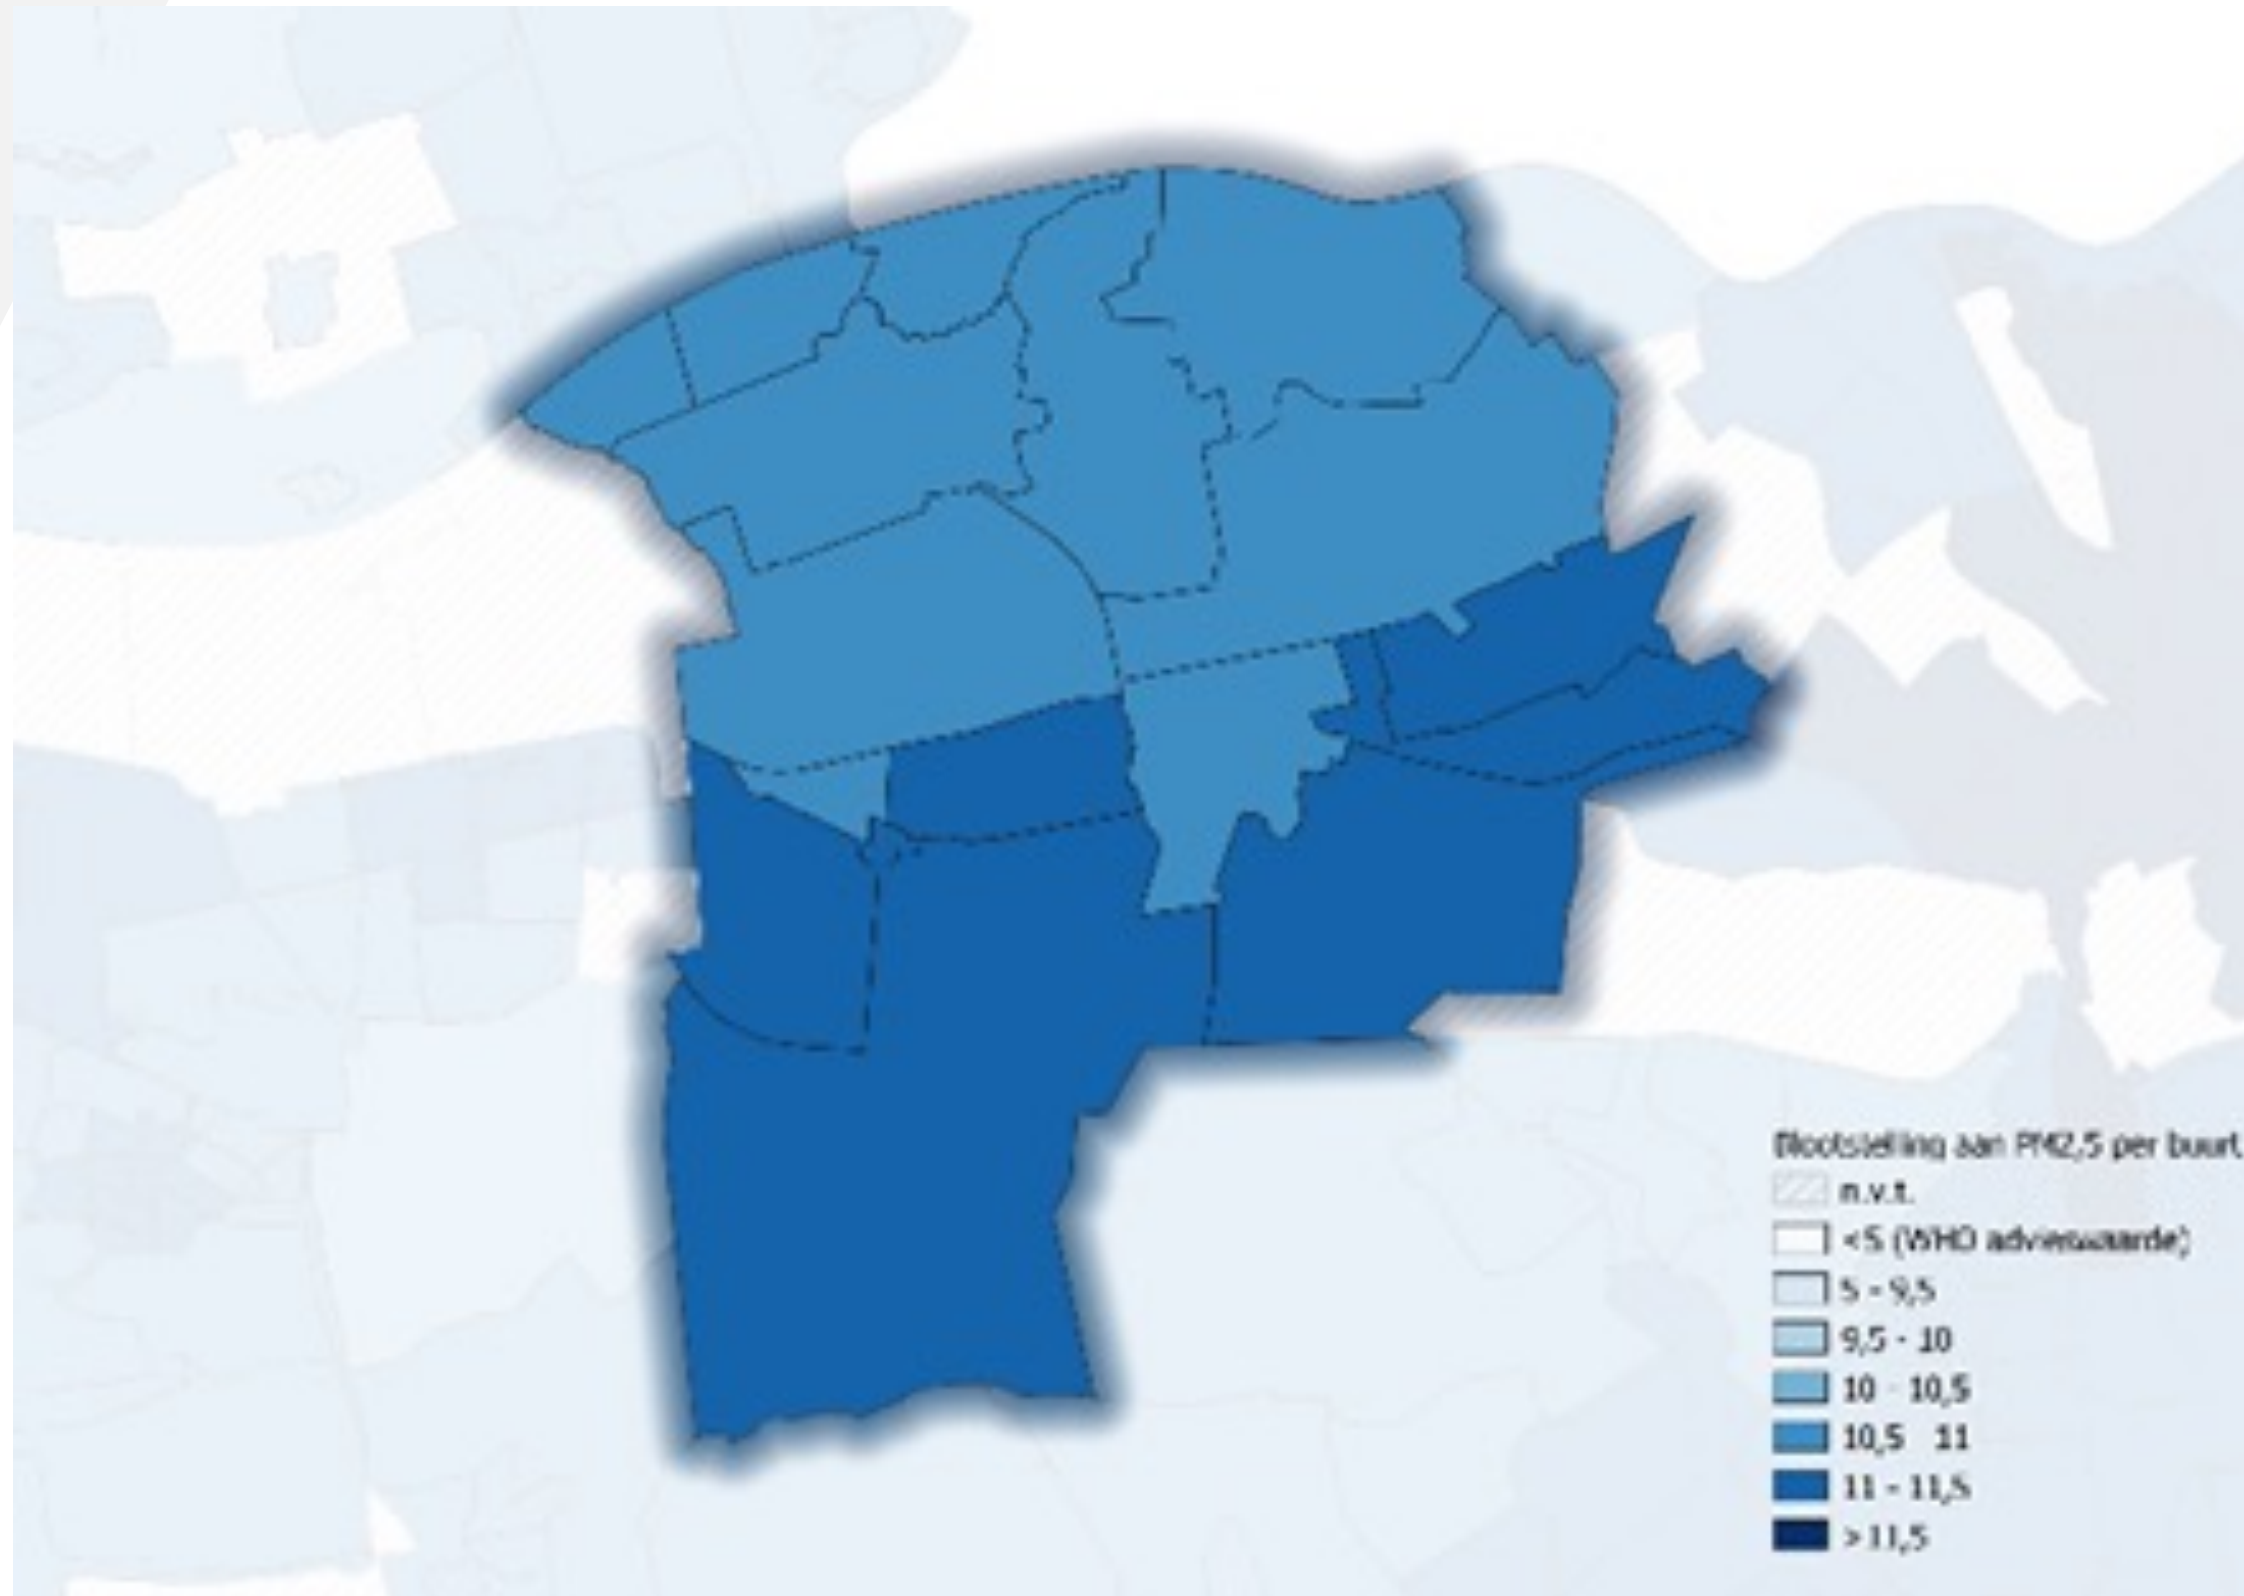 Blootstelling aan PM2,5 per buurt
n.v.t.
<5 (WHO advieswaarde)
5 - 9,5
9,5 - 10
10 - 10,5
10,5 11
11 - 11,5
>11,5